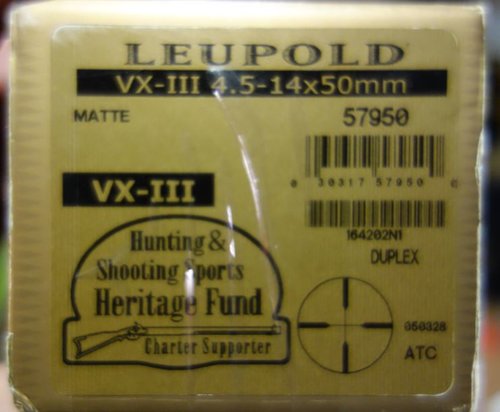 LEUPOLD
VX-III 4.5-14x50mm
MATTE
57950
0 30317 57950 0
VX-III
164202N1
DUPLEX
Hunting &
Shooting Sports
Heritage Fund
Charter Supporter
050328
ATC